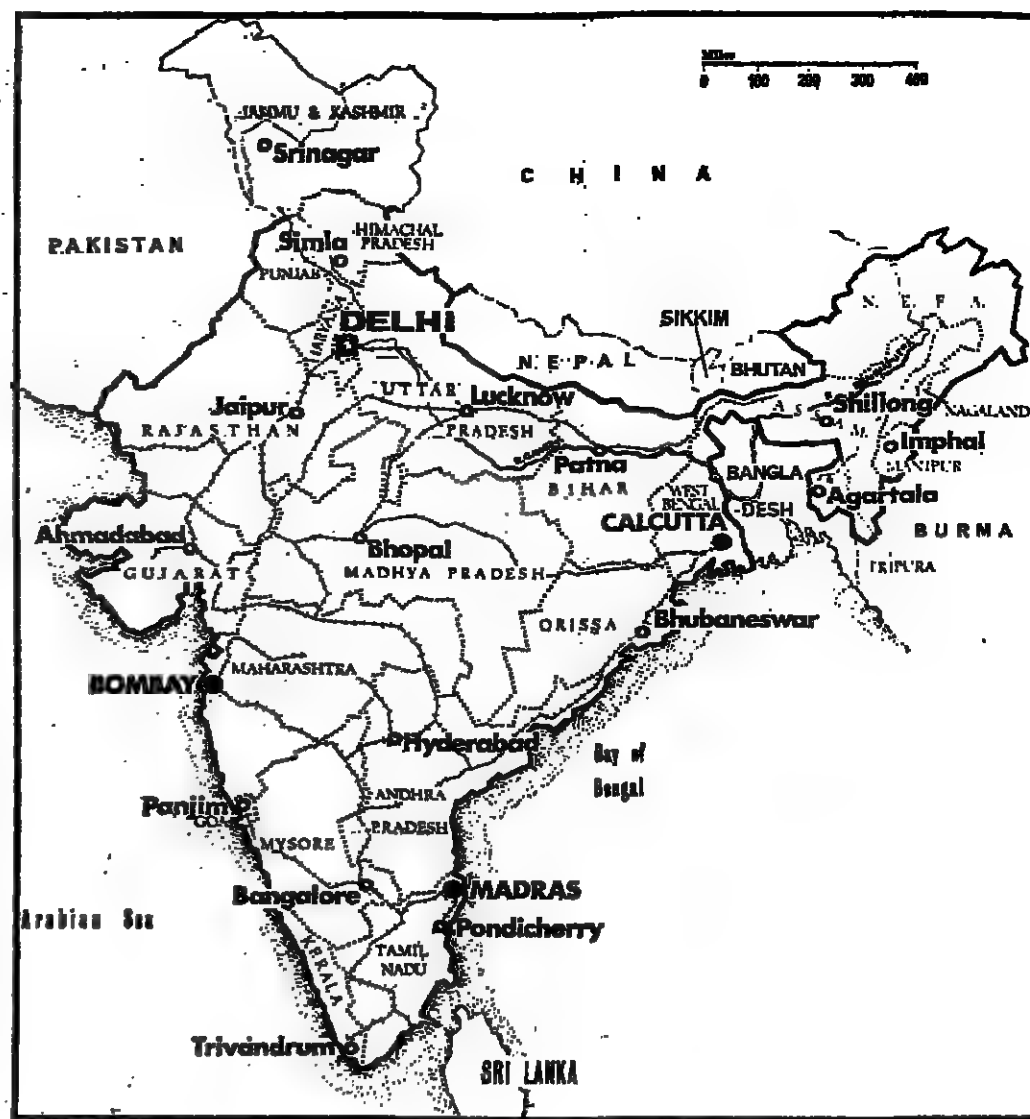 Miles
0 100 200 300 400
JAMMU & KASHMIR
Srinagar
CHINA
PAKISTAN
HIMACHAL
PRADESH
Simla
PUNJAB
HARYANA
DELHI
N. E. F. A.
SIKKIM
NEPAL
BHUTAN
UTTAR
PRADESH
Lucknow
Jaipur
RAJASTHAN
ASSAM
Shillong
NAGALAND
Imphal
MANIPUR
Patna
BIHAR
BANGLA
-DESH
WEST
BENGAL
Agartala
CALCUTTA
BURMA
Ahmadabad
Bhopal
GUJARAT
MADHYA PRADESH
TRIPURA
ORISSA
Bhubaneswar
MAHARASHTRA
BOMBAY
Hyderabad
Bay of
Bengal
ANDHRA
PRADESH
Panjim
GOA
MYSORE
Bangalore
MADRAS
Arabian Sea
Pondicherry
TAMIL
NADU
KERALA
Trivandrum
SRI LANKA